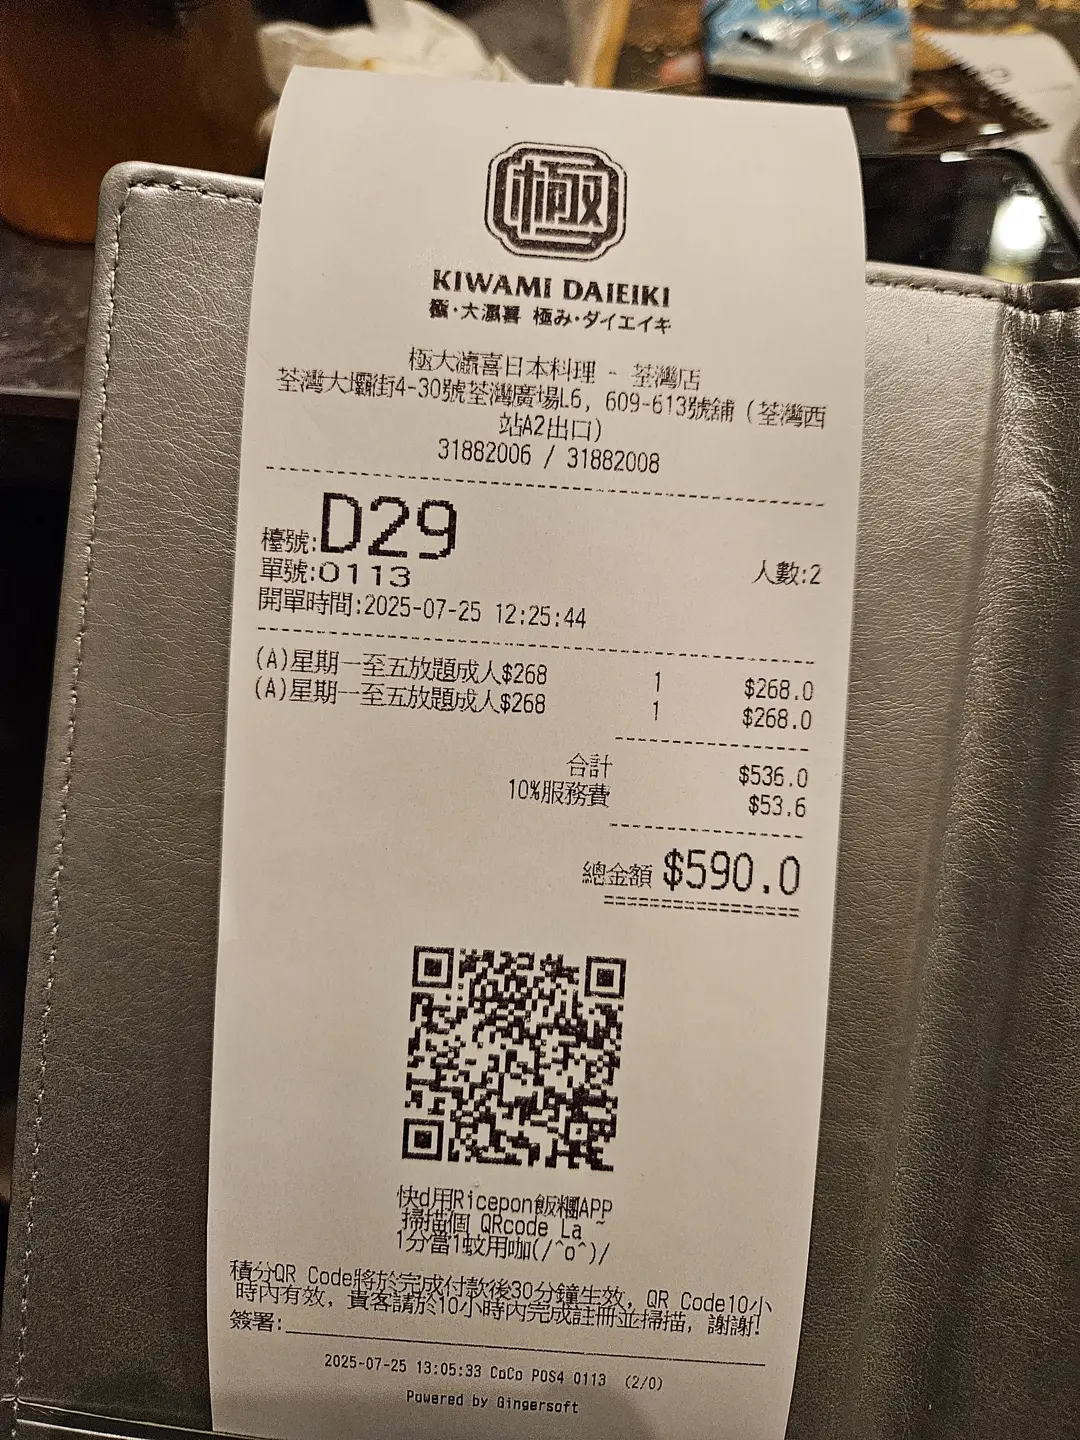 極
KIWAMI DAIEIKI
極・大瀛喜 極み・ダイエイキ
極大瀛喜日本料理 - 荃灣店
荃灣大壩街4-30號荃灣廣場L6, 609-613號舖 (荃灣西
站A2出口)
31882006 / 31882008
檯號:D29
單號:0113 人數:2
開單時間:2025-07-25 12:25:44
(A)星期一至五放題成人$268 1 $268.0
(A)星期一至五放題成人$268 1 $268.0
合計 $536.0
10%服務費 $53.6
總金額 $590.0
快d用Ricepon飯糰APP
掃描個 QRcode La ~
1分當1蚊用咖(/^o^)/
積分QR Code將於完成付款後30分鐘生效, QR Code10小
時內有效, 貴客請於10小時內完成註冊並掃描, 謝謝!
簽署:
2025-07-25 13:05:33 CoCo POS4 0113 (2/0)
Powered by Gingersoft